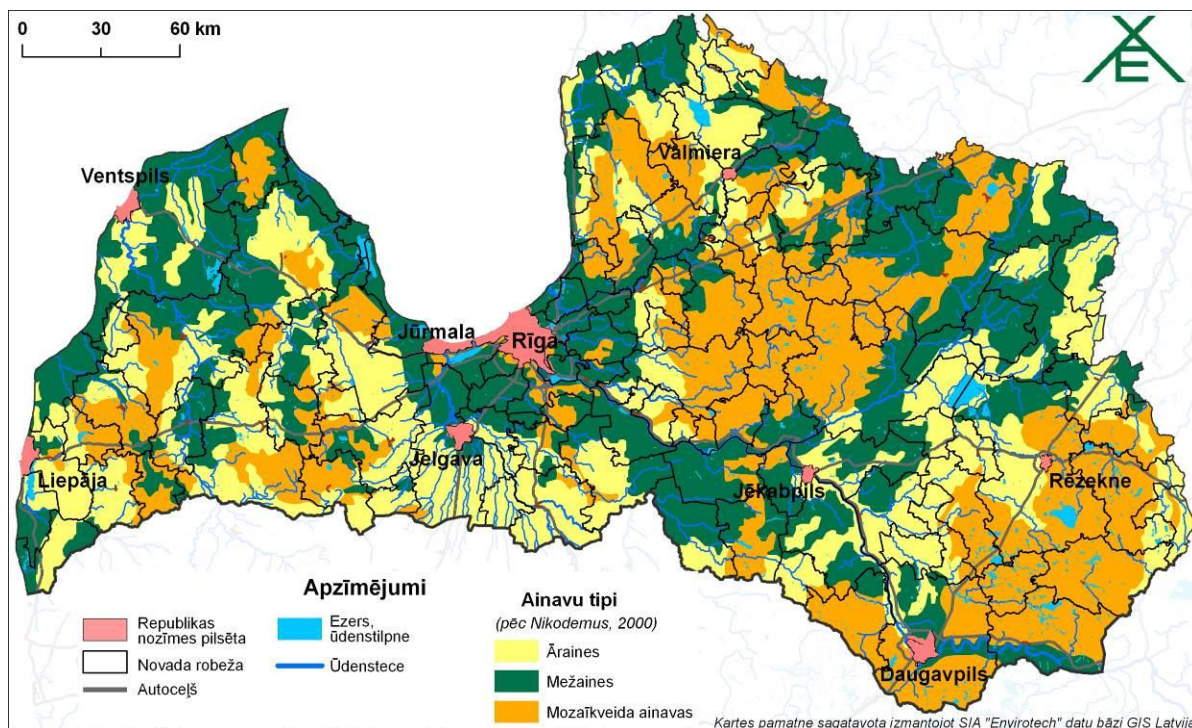 0 30 60 km
XAE
Ventspils
Valmiera
Jūrmala
Rīga
Liepāja
Jelgava
Jēkabpils
Rēzekne
Daugavpils
Apzīmējumi
Republikas
nozīmes pilsēta
Novada robeža
Autoceļš
Ezers,
ūdenstilpne
Ūdenstece
Ainavu tipi
(pēc Nikodemus, 2000)
Āraines
Mežaines
Mozaīkveida ainavas
Kartes pamatne sagatavota izmantojot SIA "Envirotech" datu bāzi GIS Latvija